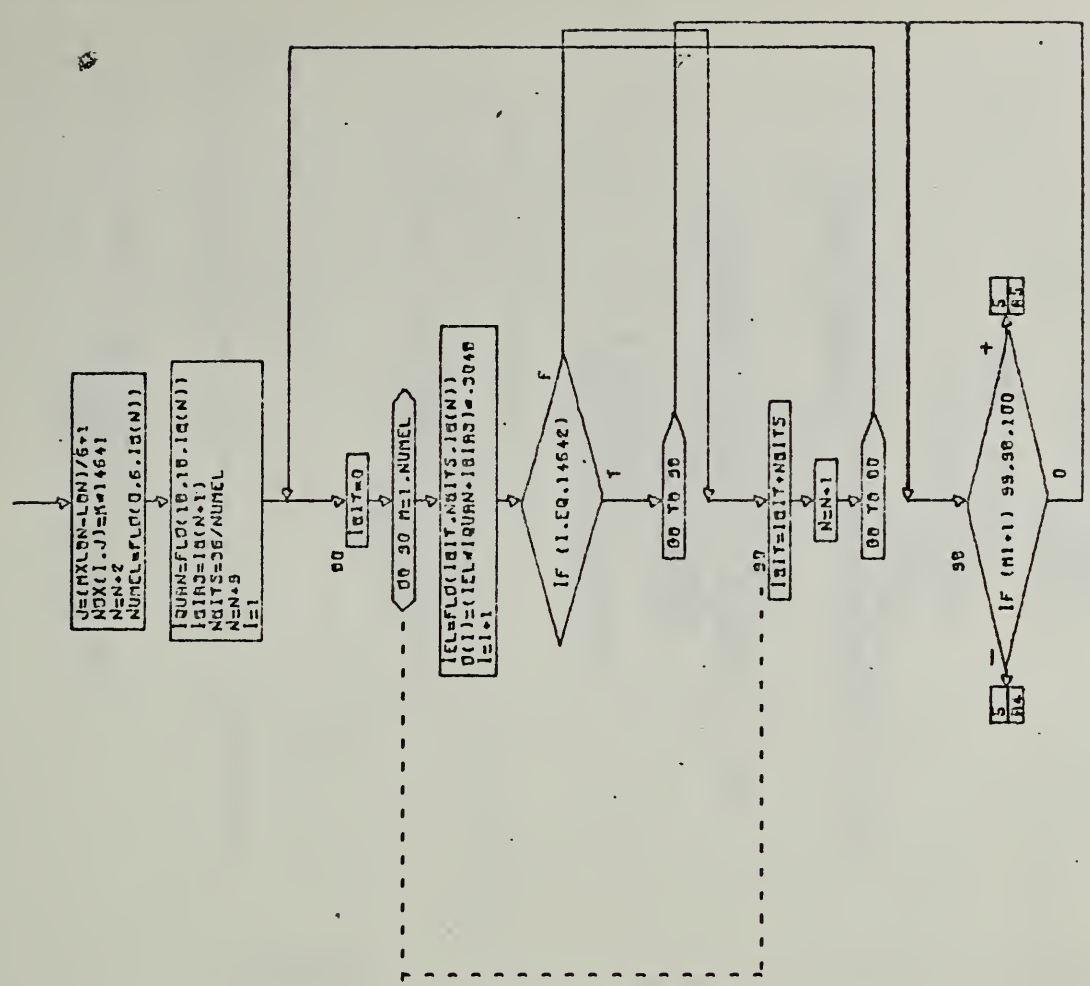 J=(MXLON-LON)/6+1
NDX(I,J)=M*14641
N=N+2
NUMEL=FLD(0,6,IB(N))
IQUAN=FLD(18,18,IB(N))
IBIAS=IB(N+1)
NBITS=36/NUMEL
N=N+9
I=1
80
IBIT=0
DO 90 M=1,NUMEL
IEL=FLD(IBIT,NBITS,IB(N))
D(I)=(IEL*IQUAN+IBIAS)*.3048
I=I+1
IF (I.EQ.14642)
F
T
GO TO 98
90
IBIT=IBIT+NBITS
N=N+1
GO TO 80
98
IF (M1+1) 99,98,100
-
+
0
5
A4
5
A5